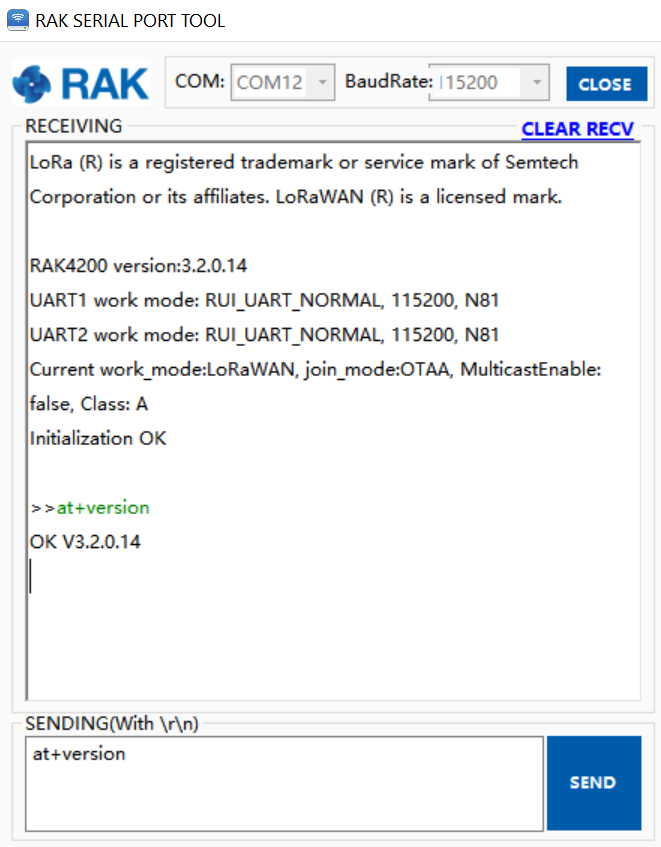 RAK SERIAL PORT TOOL
RAK COM: COM12 BaudRate: 115200 CLOSE
RECEIVING
CLEAR RECV
LoRa (R) is a registered trademark or service mark of Semtech
Corporation or its affiliates. LoRaWAN (R) is a licensed mark.
RAK4200 version:3.2.0.14
UART1 work mode: RUI_UART_NORMAL, 115200, N81
UART2 work mode: RUI_UART_NORMAL, 115200, N81
Current work_mode:LoRaWAN, join_mode:OTAA, MulticastEnable:
false, Class: A
Initialization OK
>>at+version
OK V3.2.0.14
SENDING(With \r\n)
at+version
SEND